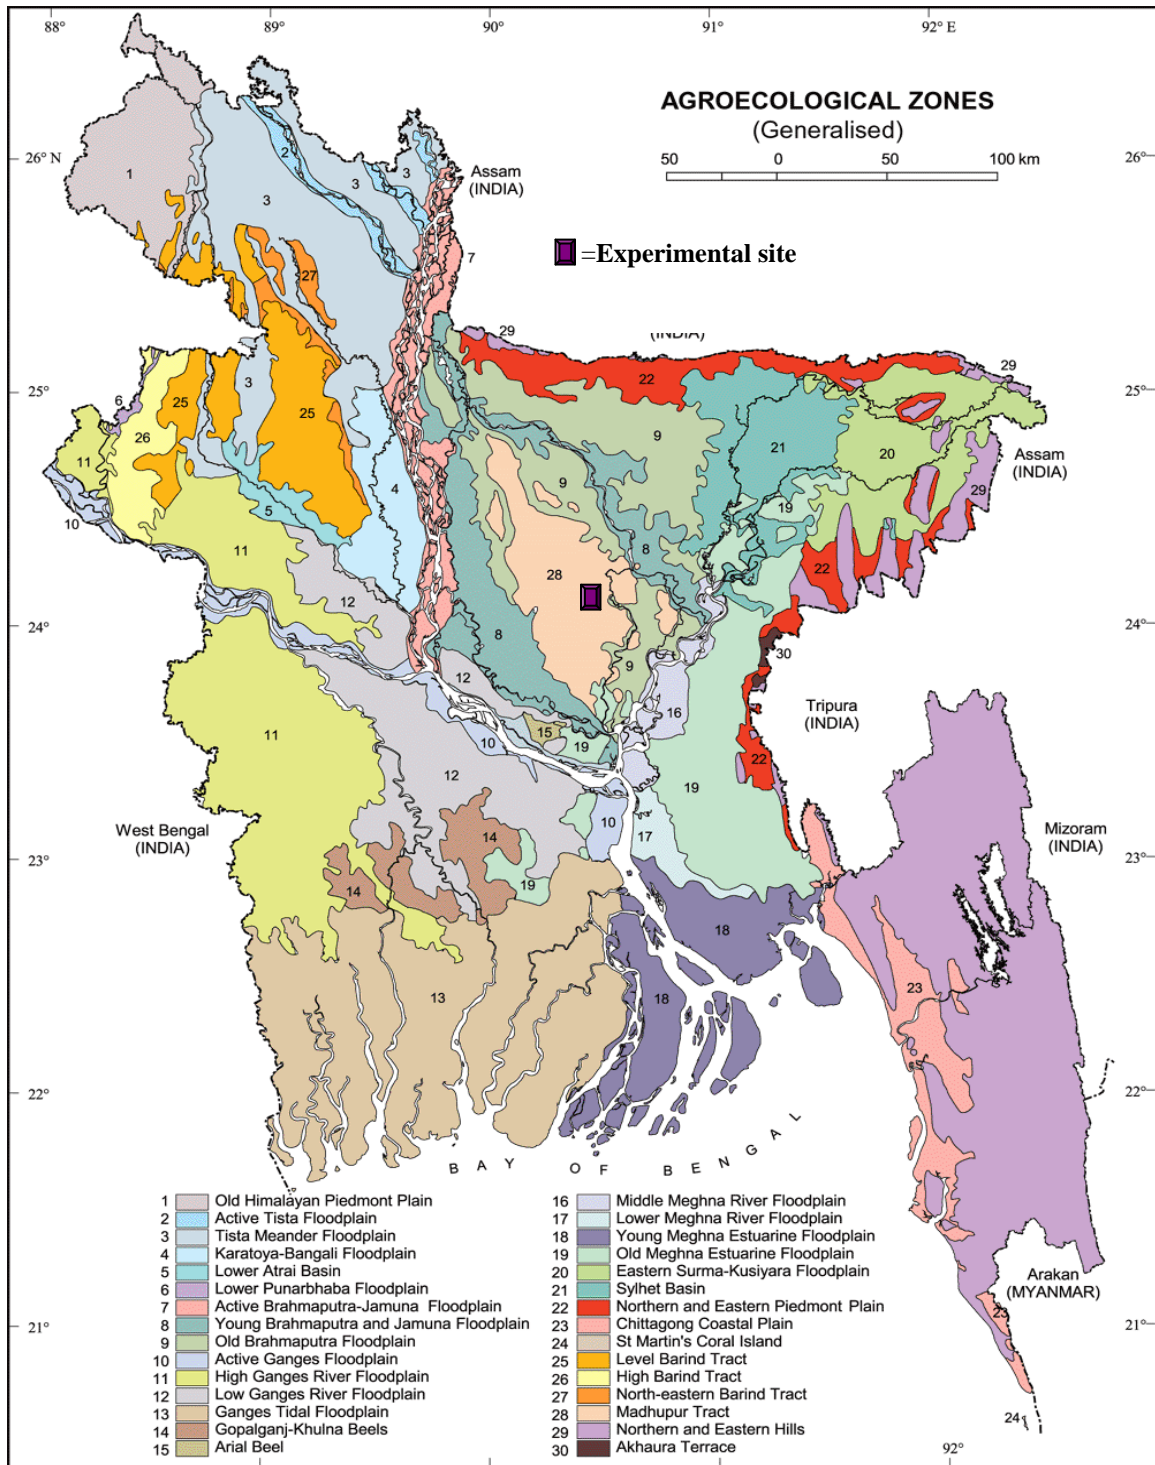 88°
89°
90°
91°
92° E
AGROECOLOGICAL ZONES
(Generalised)
26° N
26°
50 0 50 100 km
Assam
(INDIA)
=Experimental site
1
2
3
3
3
7
27
29
(INDIA)
22
29
25°
25°
6
3
25
25
26
9
21
20
11
Assam
(INDIA)
4
9
29
10
5
19
11
8
28
22
12
24°
24°
8
30
9
12
16
Tripura
(INDIA)
11
15
10
19
22
12
19
10
West Bengal
(INDIA)
14
17
Mizoram
(INDIA)
23°
23°
14
19
18
13
18
23
22°
22°
BAY OF BENGAL
Arakan
(MYANMAR)
23
21°
21°
24
92°
1 Old Himalayan Piedmont Plain
2 Active Tista Floodplain
3 Tista Meander Floodplain
4 Karatoya-Bangali Floodplain
5 Lower Atrai Basin
6 Lower Punarbhaba Floodplain
7 Active Brahmaputra-Jamuna Floodplain
8 Young Brahmaputra and Jamuna Floodplain
9 Old Brahmaputra Floodplain
10 Active Ganges Floodplain
11 High Ganges River Floodplain
12 Low Ganges River Floodplain
13 Ganges Tidal Floodplain
14 Gopalganj-Khulna Beels
15 Arial Beel
16 Middle Meghna River Floodplain
17 Lower Meghna River Floodplain
18 Young Meghna Estuarine Floodplain
19 Old Meghna Estuarine Floodplain
20 Eastern Surma-Kusiyara Floodplain
21 Sylhet Basin
22 Northern and Eastern Piedmont Plain
23 Chittagong Coastal Plain
24 St Martin's Coral Island
25 Level Barind Tract
26 High Barind Tract
27 North-eastern Barind Tract
28 Madhupur Tract
29 Northern and Eastern Hills
30 Akhaura Terrace